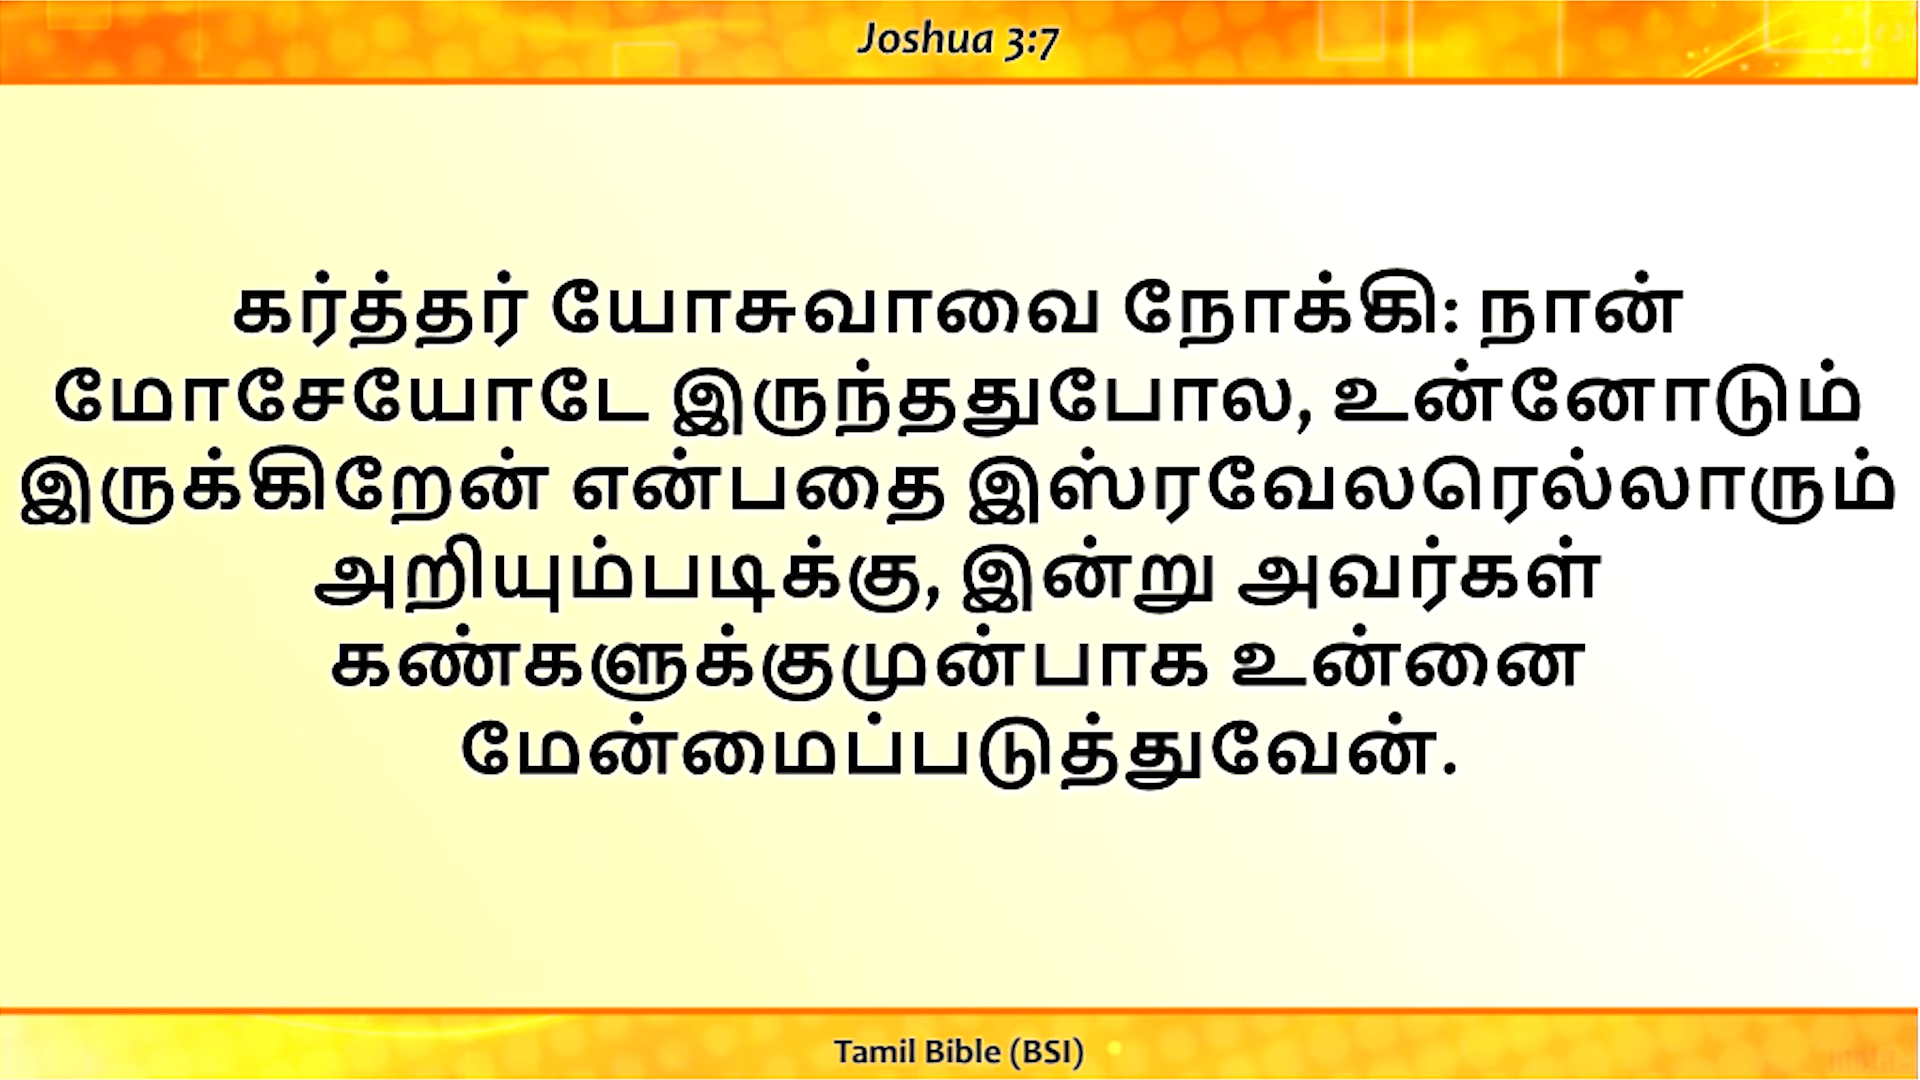 Joshua 3:7
கர்த்தர் யோசுவாவை நோக்கி: நான்
மோசேயோடே இருந்ததுபோல, உன்னோடும்
இருக்கிறேன் என்பதை இஸ்ரவேலரெல்லாரும்
அறியும்படிக்கு, இன்று அவர்கள்
கண்களுக்குமுன்பாக உன்னை
மேன்மைப்படுத்துவேன்.
Tamil Bible (BSI)